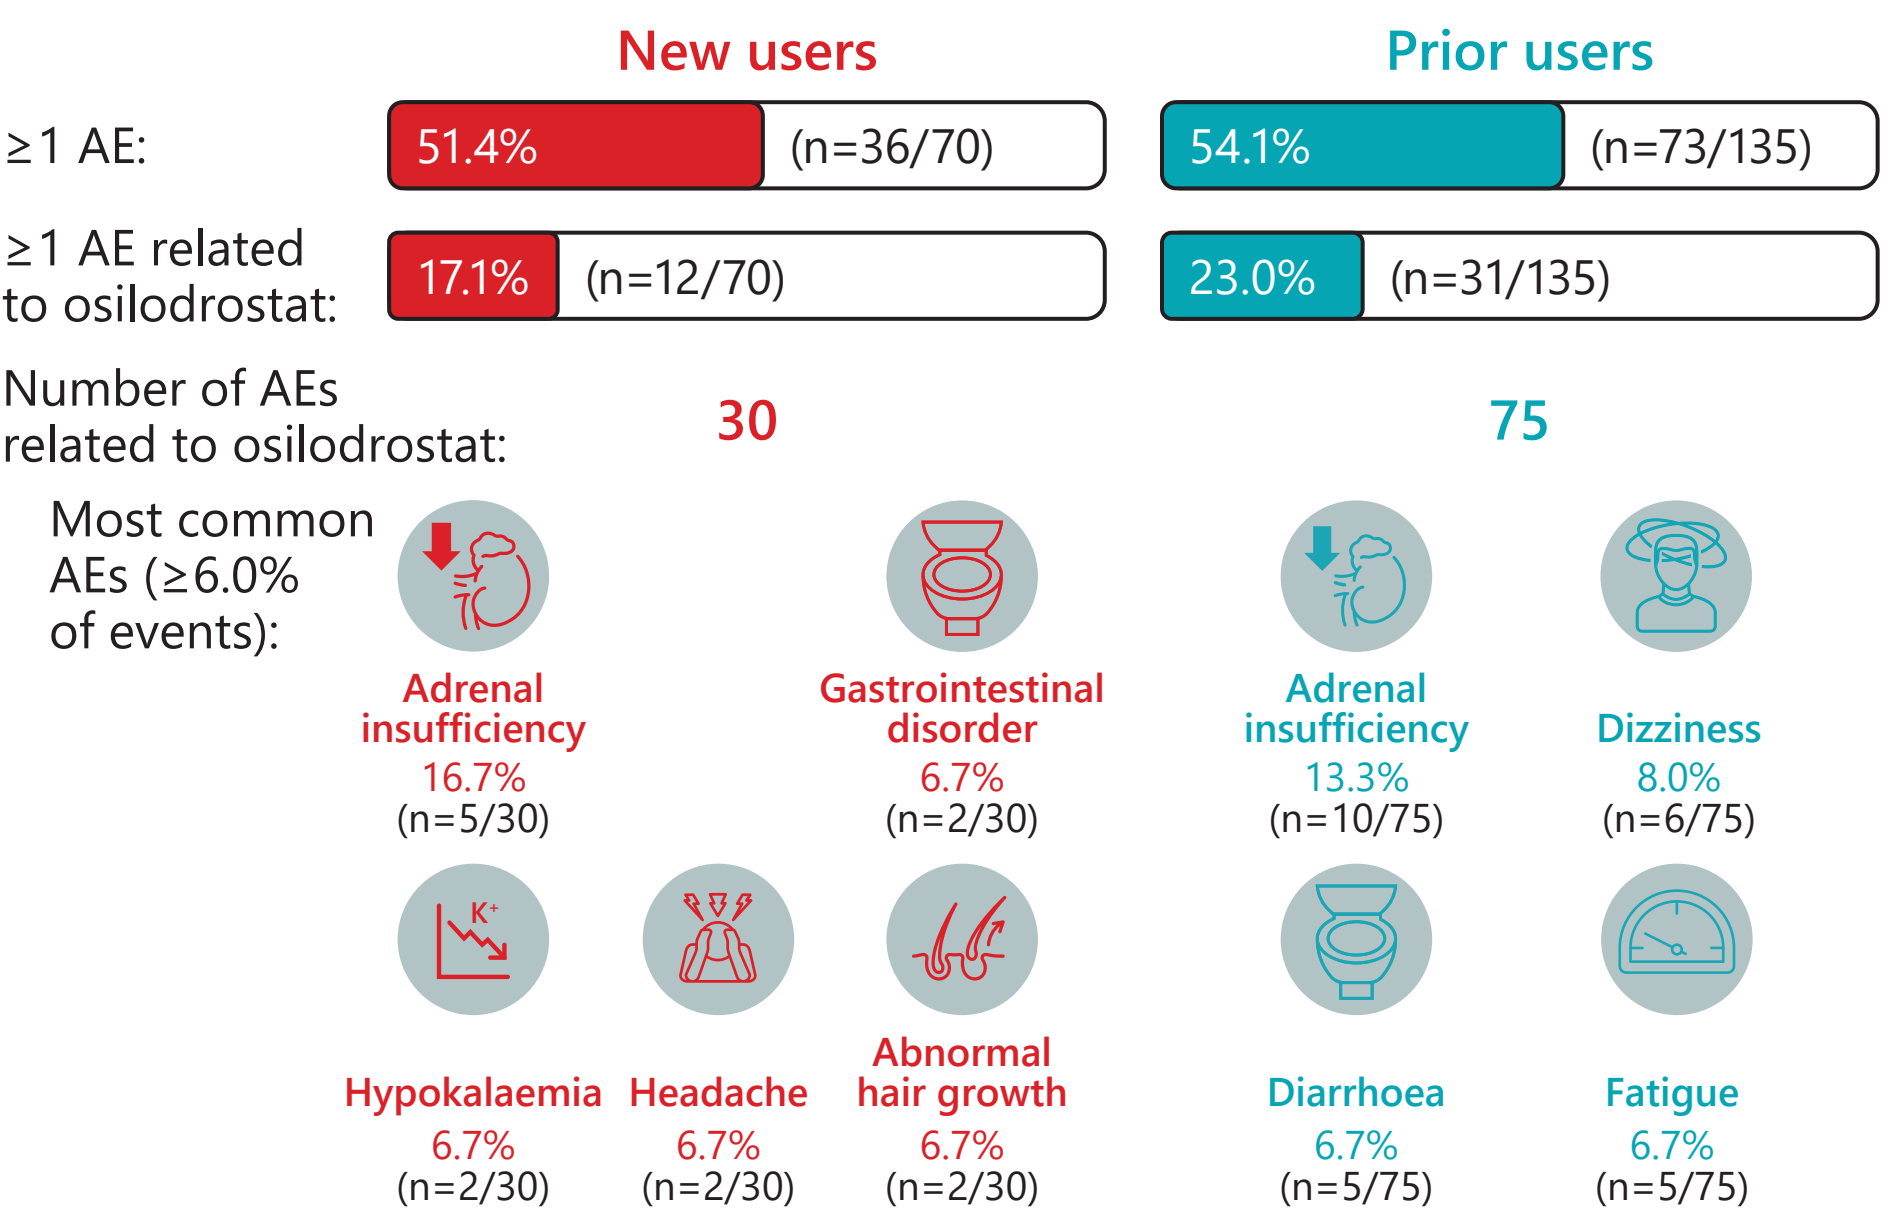 New users
Prior users
≥1 AE:
51.4%
(n=36/70)
54.1%
(n=73/135)
≥1 AE related
to osilodrostat:
17.1%
(n=12/70)
23.0%
(n=31/135)
Number of AEs
related to osilodrostat:
30
75
Most common
AEs (≥6.0%
of events):
Adrenal
insufficiency
16.7%
(n=5/30)
Gastrointestinal
disorder
6.7%
(n=2/30)
Adrenal
insufficiency
13.3%
(n=10/75)
Dizziness
8.0%
(n=6/75)
K+
Hypokalaemia
6.7%
(n=2/30)
Headache
6.7%
(n=2/30)
Abnormal
hair growth
6.7%
(n=2/30)
Diarrhoea
6.7%
(n=5/75)
Fatigue
6.7%
(n=5/75)